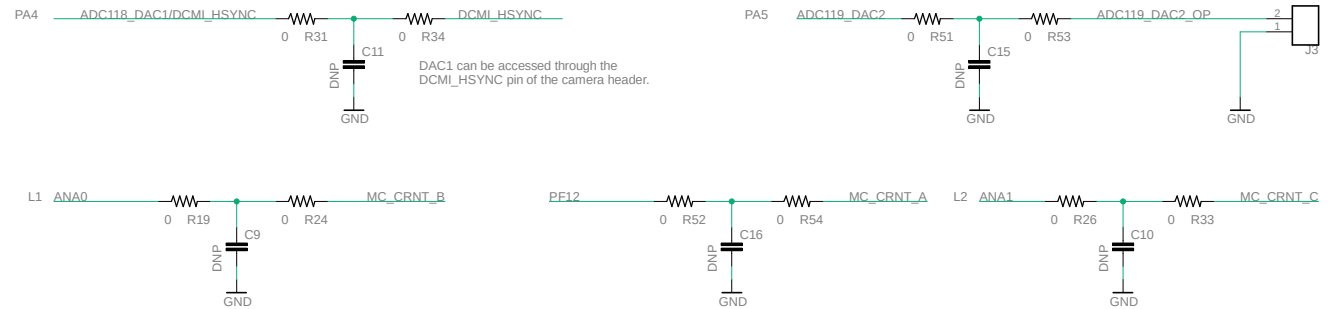 PA4 ADC118_DAC1/DCMI_HSYNC DCMI_HSYNC
0 R31 0 R34
C11
DNP
DAC1 can be accessed through the
DCMI_HSYNC pin of the camera header.
GND
PA5 ADC119_DAC2 ADC119_DAC2_OP 2
1
J3
0 R51 0 R53
C15
DNP
GND GND
L1 ANA0 MC_CRNT_B
0 R19 0 R24
C9
DNP
GND
PF12 MC_CRNT_A
0 R52 0 R54
C16
DNP
GND
L2 ANA1 MC_CRNT_C
0 R26 0 R33
C10
DNP
GND